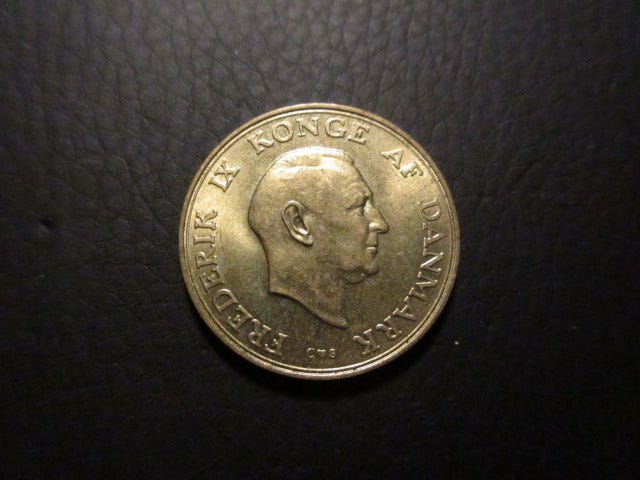 FREDERIK IX KONGE AF DANMARK
C♥S